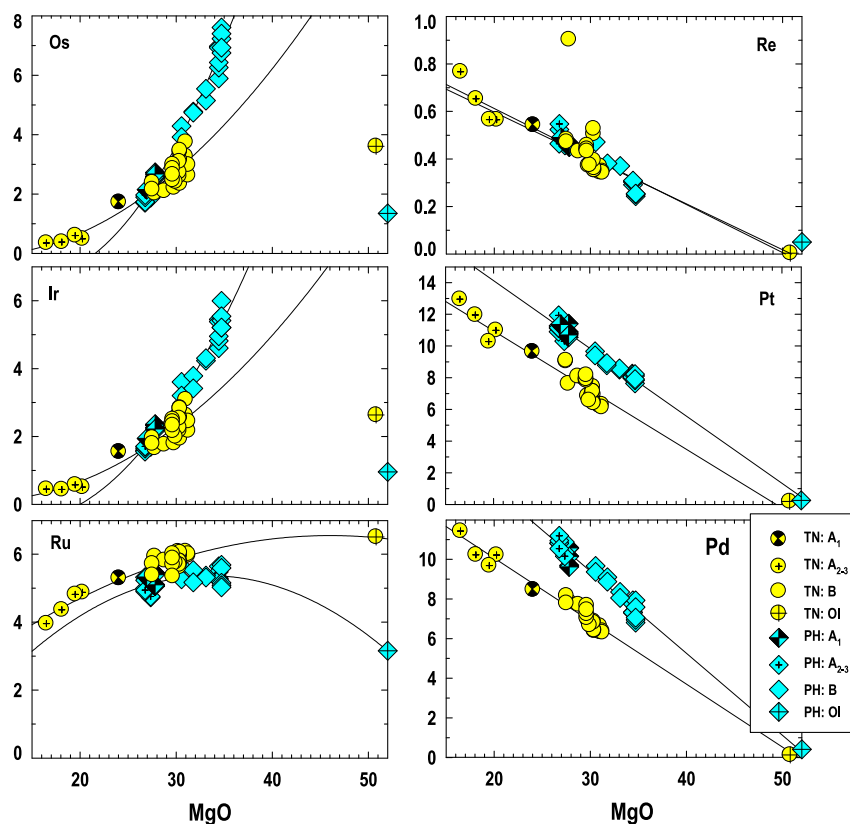 8
6
4
2
0
Os
1.0
0.8
0.6
0.4
0.2
0.0
Re
6
4
2
0
Ir
14
12
10
8
6
4
2
0
Pt
6
4
2
0
Ru
20
30
40
50
MgO
10
8
6
4
2
0
Pd
20
30
40
50
MgO
TN: A₁
TN: A₂₋₃
TN: B
TN: Ol
PH: A₁
PH: A₂₋₃
PH: B
PH: Ol